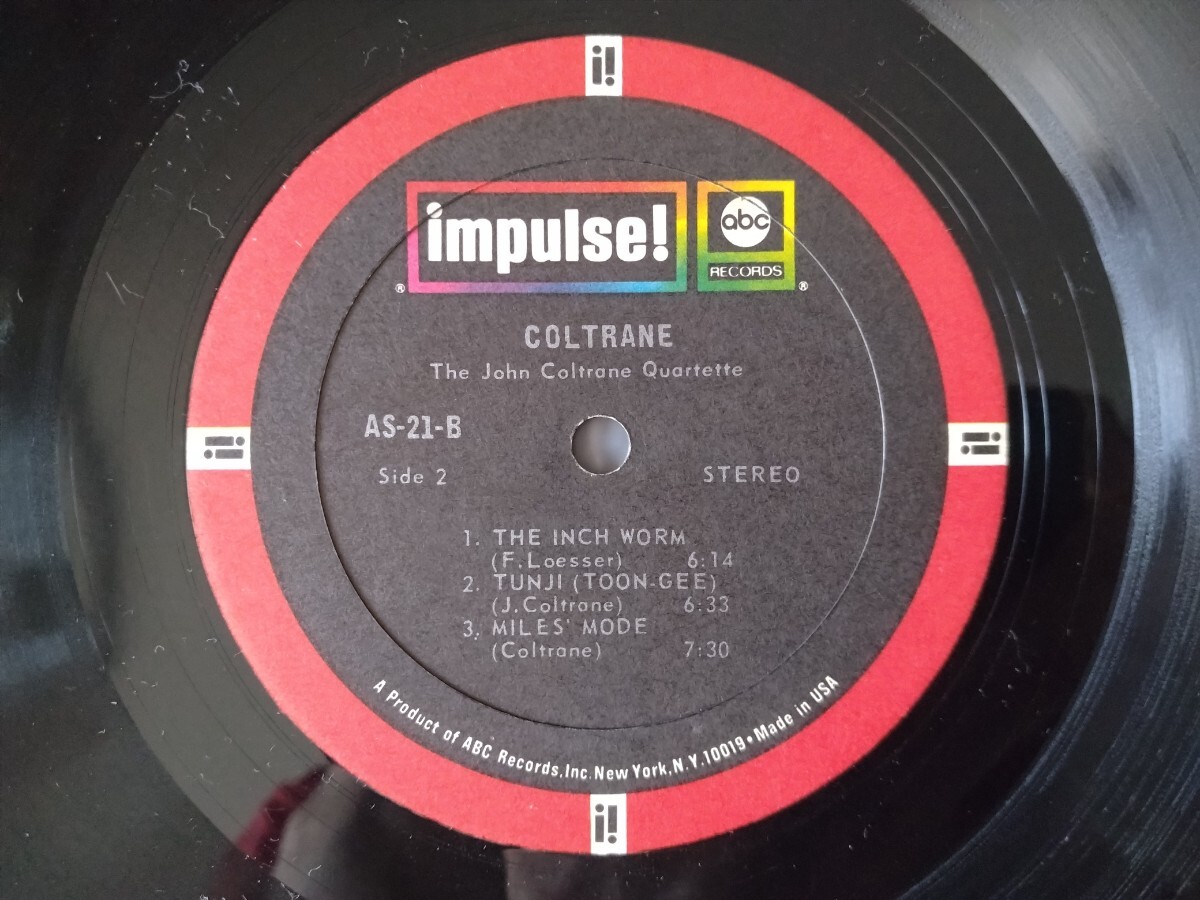 i!
impulse! abc
RECORDS
® ®
COLTRANE
The John Coltrane Quartette
AS-21-B
Side 2 STEREO
1. THE INCH WORM
(F. Loesser) 6:14
2. TUNJI (TOON-GEE)
(J. Coltrane) 6:33
3. MILES' MODE
(Coltrane) 7:30
A Product of ABC Records, Inc. New York, N.Y. 10019 • Made in USA
i!
i!
i!